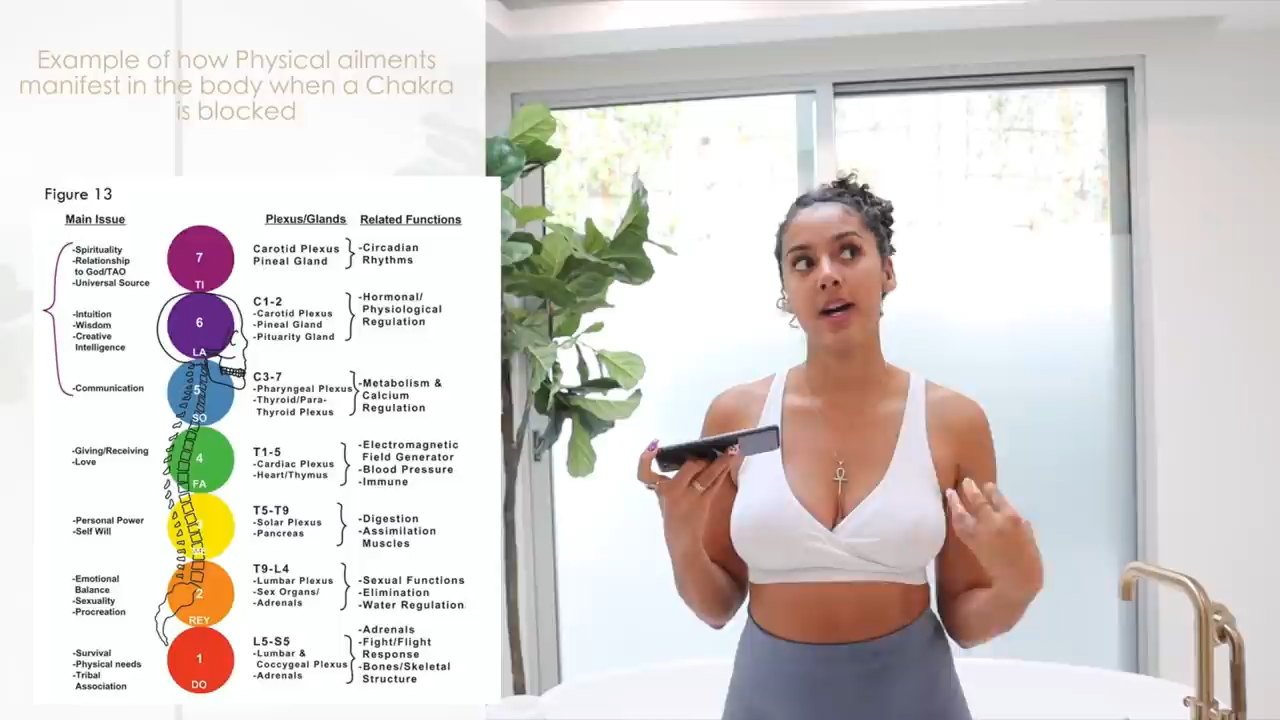 Example of how Physical ailments
manifest in the body when a Chakra
is blocked
Figure 13
Main Issue
Plexus/Glands
Related Functions
-Spirituality
-Relationship
to God/TAO
-Universal Source
7
TI
Carotid Plexus
Pineal Gland
-Circadian
Rhythms
-Intuition
-Wisdom
-Creative
Intelligence
6
LA
C1-2
-Carotid Plexus
-Pineal Gland
-Pituarity Gland
-Hormonal/
Physiological
Regulation
-Communication
5
SO
C3-7
-Pharyngeal Plexus
-Thyroid/Para-
Thyroid Plexus
-Metabolism &
Calcium
Regulation
-Giving/Receiving
-Love
4
FA
T1-5
-Cardiac Plexus
-Heart/Thymus
-Electromagnetic
Field Generator
-Blood Pressure
-Immune
-Personal Power
-Self Will
T5-T9
-Solar Plexus
-Pancreas
-Digestion
-Assimilation
Muscles
-Emotional
Balance
-Sexuality
-Procreation
2
REY
T9-L4
-Lumbar Plexus
-Sex Organs/
-Adrenals
-Sexual Functions
-Elimination
-Water Regulation
-Survival
-Physical needs
-Tribal
Association
1
DO
L5-S5
-Lumbar &
Coccygeal Plexus
-Adrenals
-Adrenals
-Fight/Flight
Response
-Bones/Skeletal
Structure